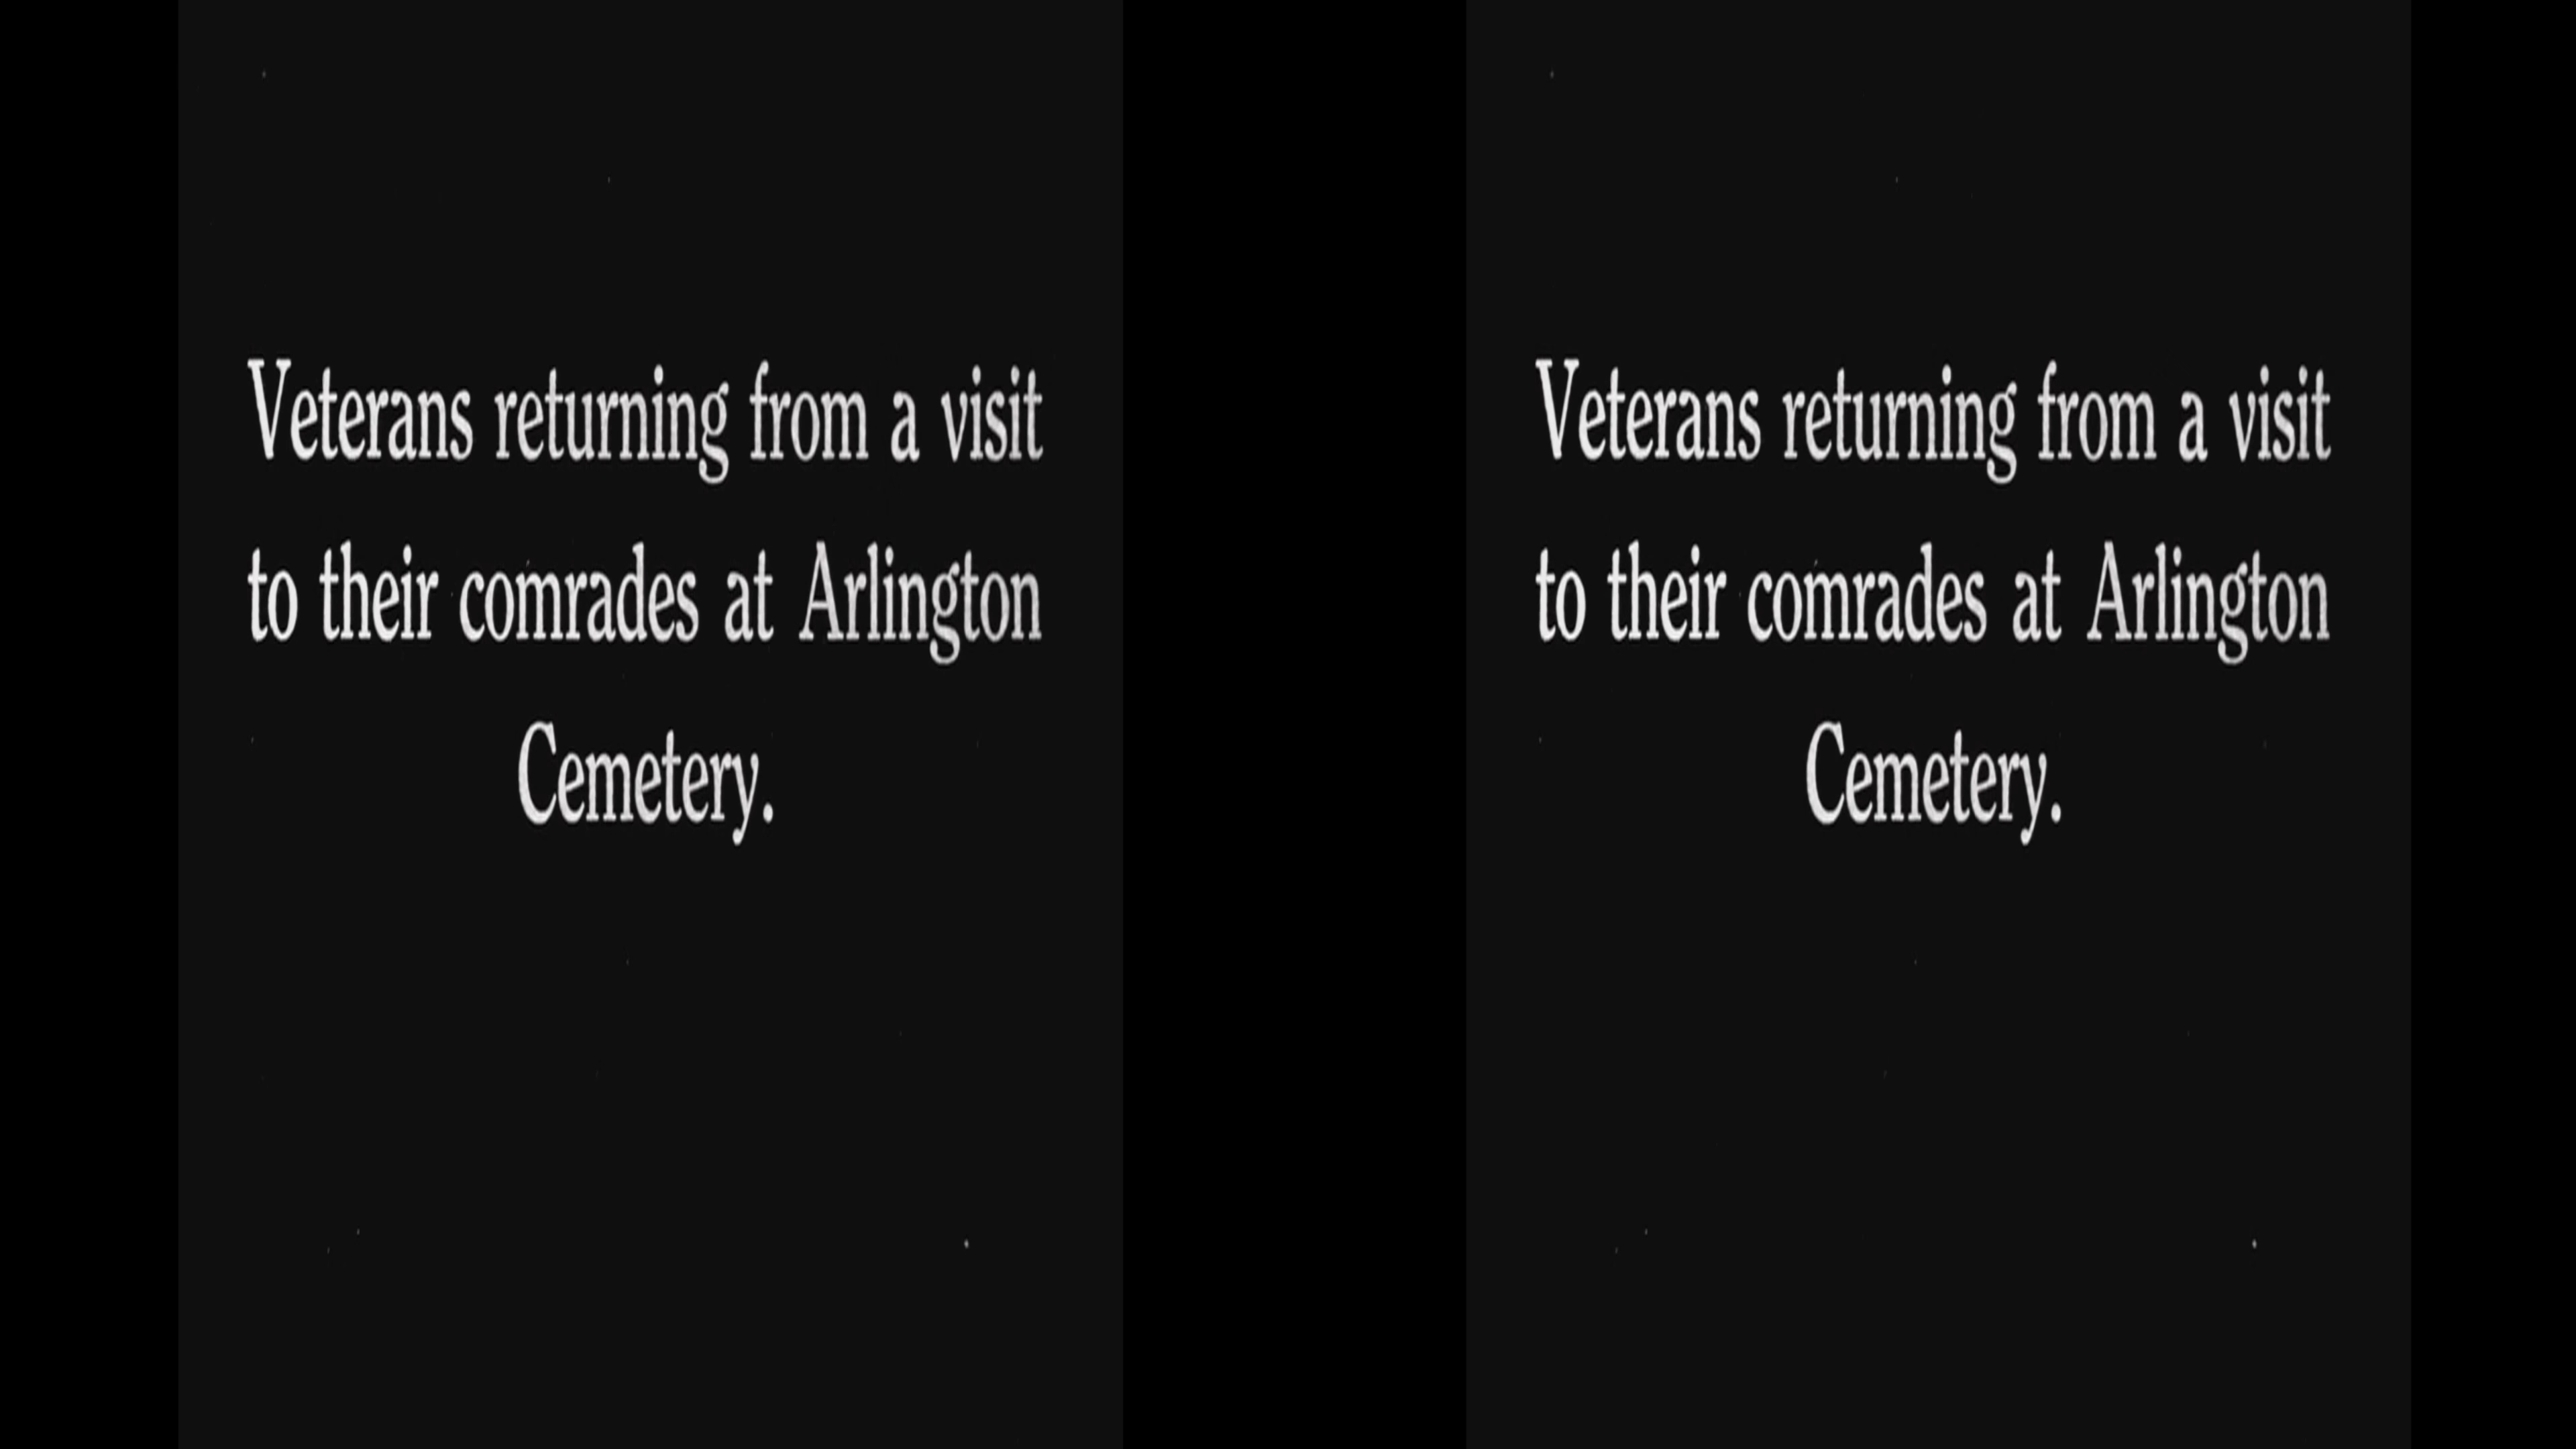 Veterans returning from a visit
to their comrades at Arlington
Cemetery.
Veterans returning from a visit
to their comrades at Arlington
Cemetery.